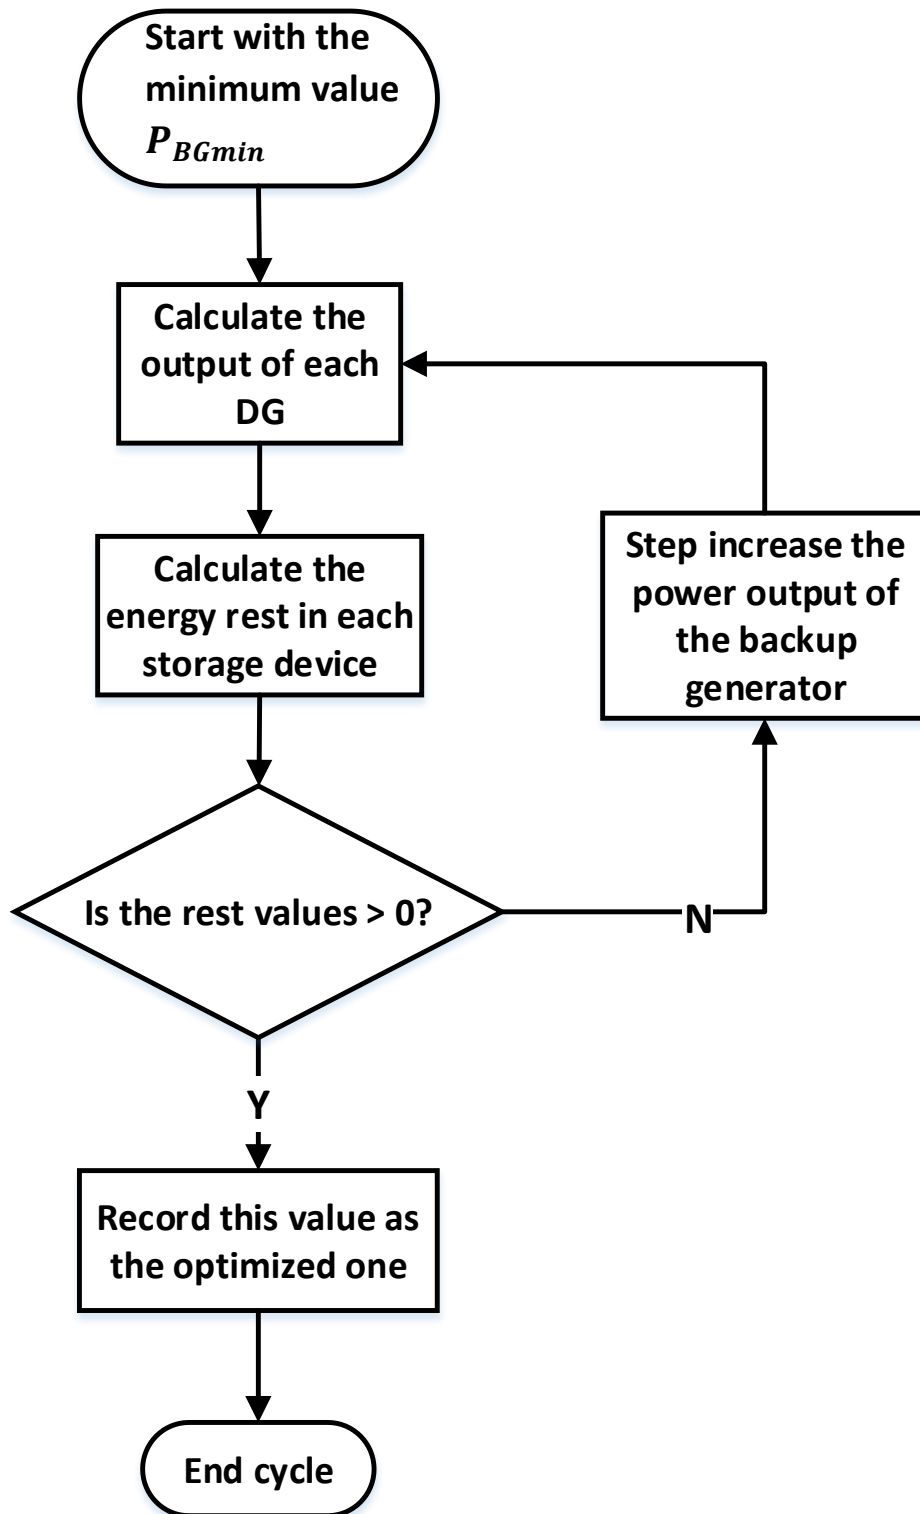 Start with the
minimum value
P_{BGmin}
Calculate the
output of each
DG
Calculate the
energy rest in each
storage device
Step increase the
power output of
the backup
generator
Is the rest values > 0?
N
Y
Record this value as
the optimized one
End cycle